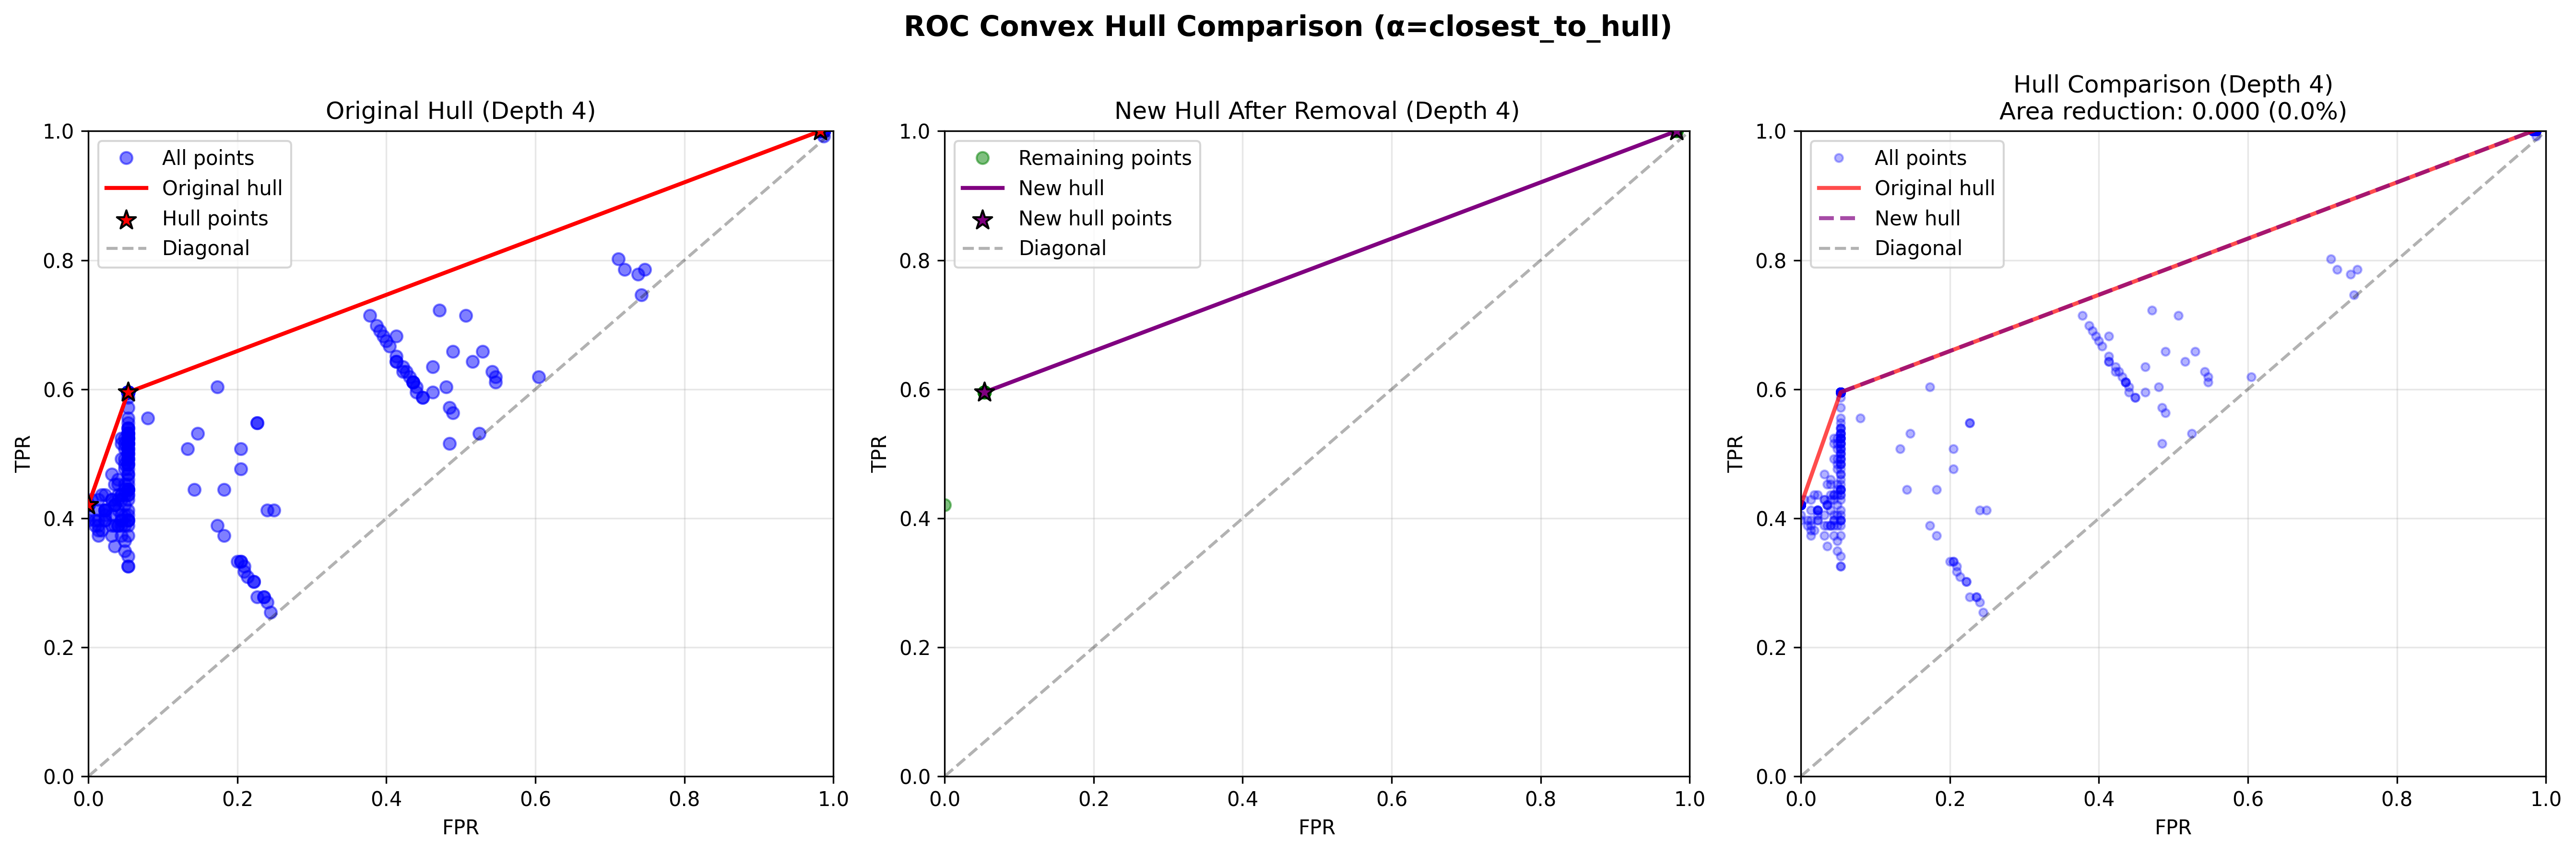 ROC Convex Hull Comparison (α=closest_to_hull)
Original Hull (Depth 4)
1.0
0.8
0.6
0.4
0.2
0.0
TPR
All points
Original hull
Hull points
Diagonal
0.0 0.2 0.4 0.6 0.8 1.0
FPR
New Hull After Removal (Depth 4)
1.0
0.8
0.6
0.4
0.2
0.0
TPR
Remaining points
New hull
New hull points
Diagonal
0.0 0.2 0.4 0.6 0.8 1.0
FPR
Hull Comparison (Depth 4)
Area reduction: 0.000 (0.0%)
1.0
0.8
0.6
0.4
0.2
0.0
TPR
All points
Original hull
New hull
Diagonal
0.0 0.2 0.4 0.6 0.8 1.0
FPR